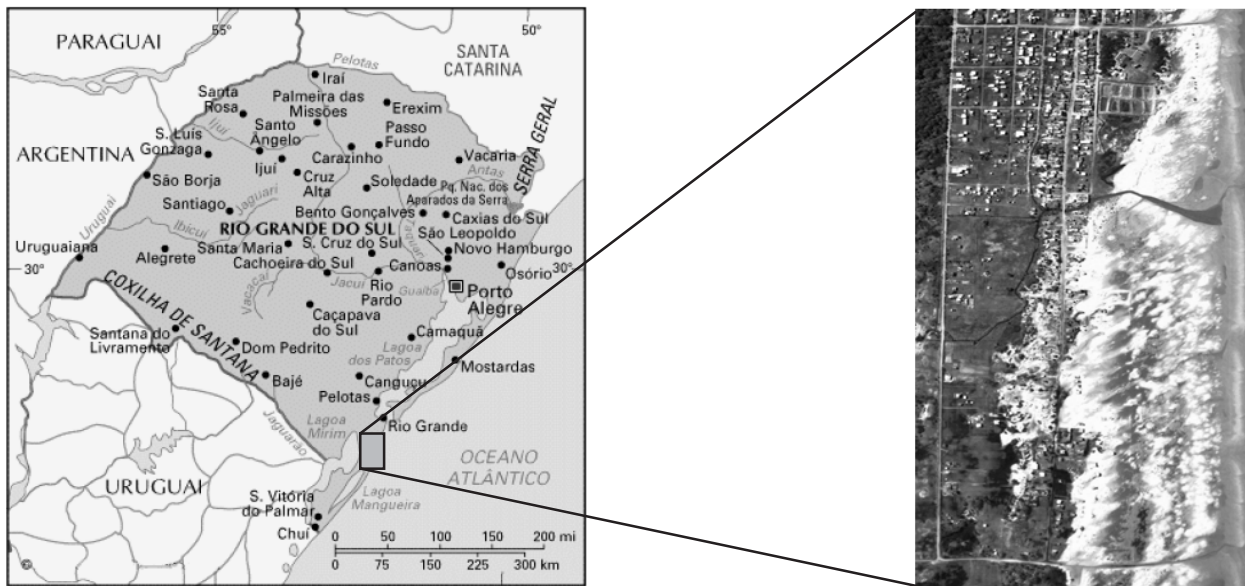 55°
50°
PARAGUAI
SANTA
CATARINA
Pelotas
Iraí
Santa
Rosa
Palmeira das
Missões
Erexim
Ijuí
Santo
Ângelo
Passo
Fundo
S. Luís
Gonzaga
ARGENTINA
Ijuí
Carazinho
Vacaria
Antas
SERRA GERAL
São Borja
Cruz
Alta
Soledade
Pq. Nac. dos
Aparados da Serra
Santiago
Jaguari
Bento Gonçalves
Caxias do Sul
Uruguai
Ibicuí
RIO GRANDE DO SUL
Taquari
São Leopoldo
Uruguaiana
Santa Maria
S. Cruz do Sul
Novo Hamburgo
Alegrete
Cachoeira do Sul
Canoas
Osório
30°
30°
Vacacaí
Jacuí
Rio
Pardo
Guaíba
Porto
Alegre
COXILHA DE SANTANA
Caçapava
do Sul
Camaquã
Santana do
Livramento
Dom Pedrito
Lagoa
dos Patos
Mostardas
Bajé
Canguçu
Pelotas
Jaguarão
Lagoa
Mirim
Rio Grande
OCEANO
ATLÂNTICO
URUGUAI
S. Vitória
do Palmar
Lagoa
Mangueira
Chuí
0 50 100 200 mi
0 75 150 225 300 km
©